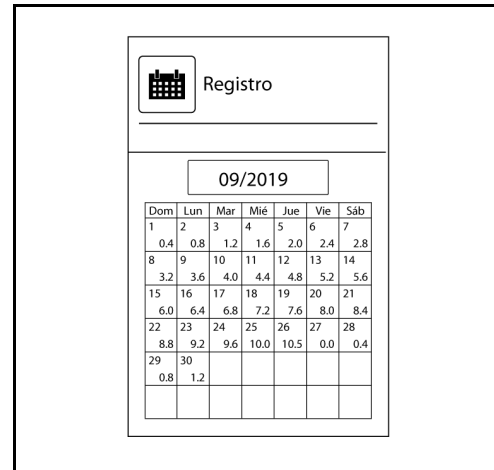 Registro
09/2019
Dom Lun Mar Mié Jue Vie Sáb
1 2 3 4 5 6 7
0.4 0.8 1.2 1.6 2.0 2.4 2.8
8 9 10 11 12 13 14
3.2 3.6 4.0 4.4 4.8 5.2 5.6
15 16 17 18 19 20 21
6.0 6.4 6.8 7.2 7.6 8.0 8.4
22 23 24 25 26 27 28
8.8 9.2 9.6 10.0 10.5 0.0 0.4
29 30
0.8 1.2